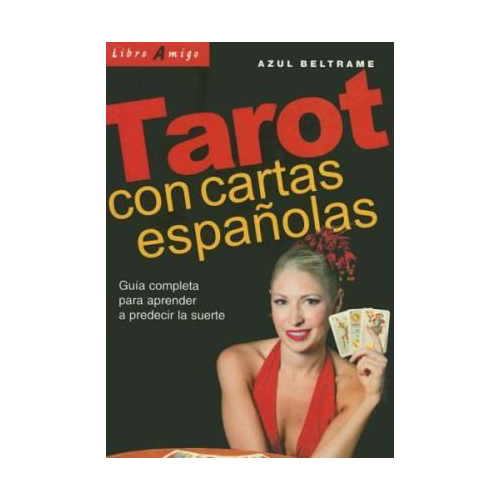 Libro Amigo
AZUL BELTRAME
Tarot
con cartas
españolas
Guía completa
para aprender
a predecir la suerte